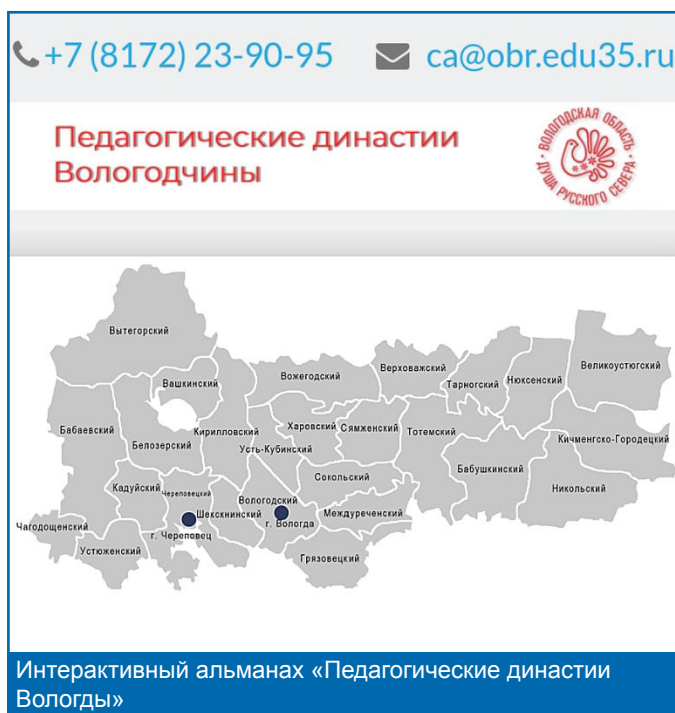 +7 (8172) 23-90-95
ca@obr.edu35.ru
Педагогические династии
Вологодчины
ВОЛОГОДСКАЯ ОБЛАСТЬ · ДУША РУССКОГО СЕВЕРА ·
Вытегорский
Вашкинский
Вожегодский
Верховажский
Тарногский
Нюксенский
Великоустюгский
Бабаевский
Белозерский
Кирилловский
Усть-Кубинский
Харовский
Сямженский
Тотемский
Кичменгско-Городецкий
Сокольский
Бабушкинский
Никольский
Кадуйский
Череповецкий
Шекснинский
Вологодский
г. Вологда
Междуреченский
Чагодощенский
Устюженский
г. Череповец
Грязовецкий
Интерактивный альманах «Педагогические династии
Вологды»